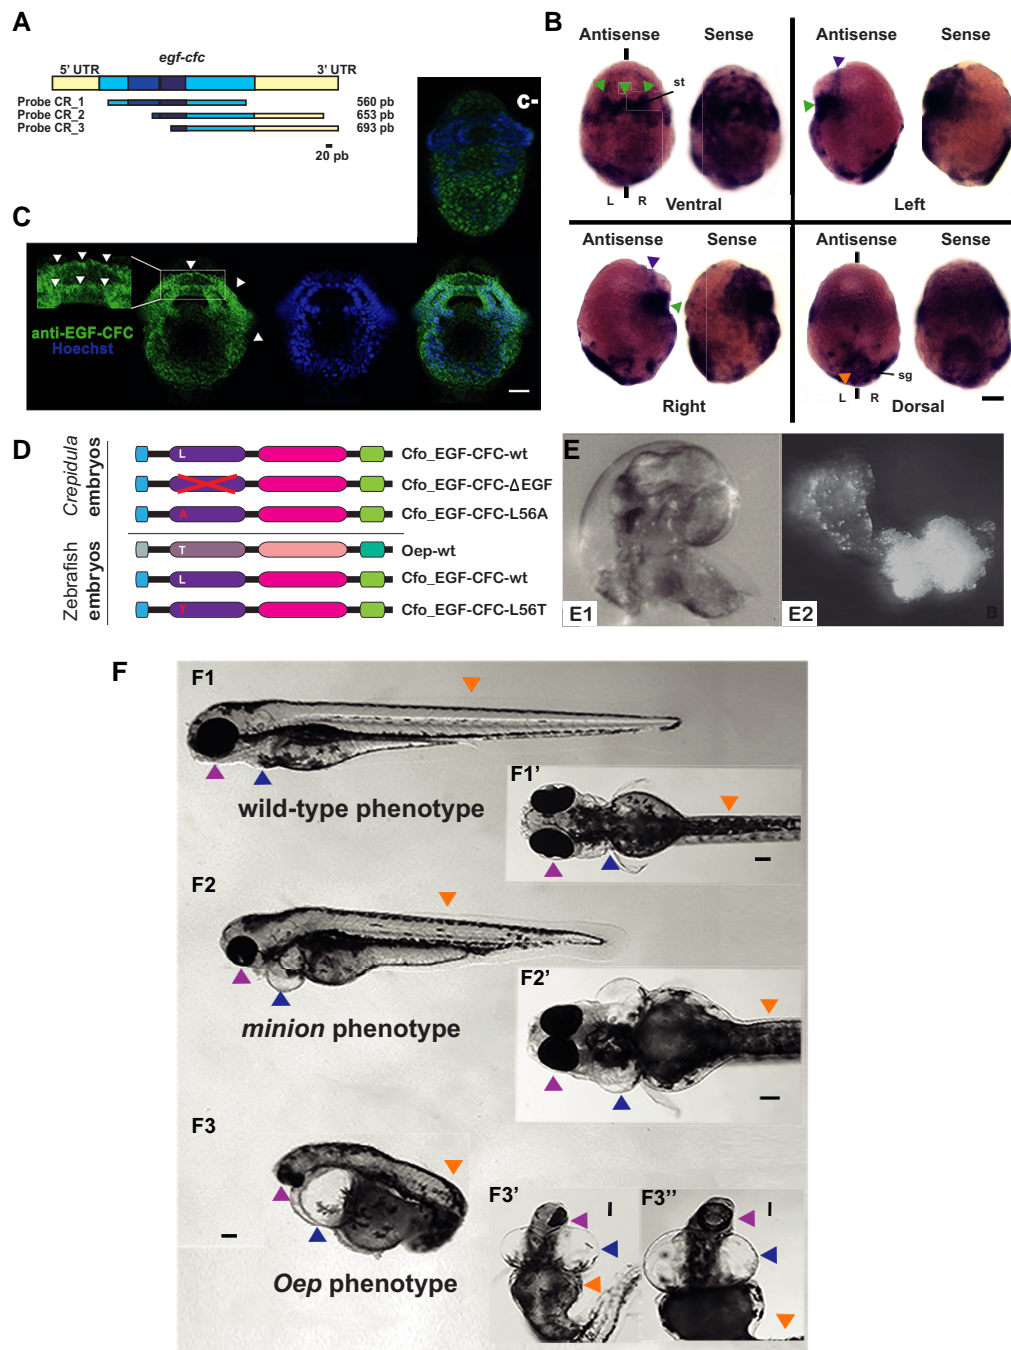 A
egf-cfc
5' UTR
3' UTR
Probe CR_1
560 pb
Probe CR_2
653 pb
Probe CR_3
693 pb
20 pb
C-
B
Antisense
Sense
st
L
R
Ventral
Antisense
Sense
Left
Antisense
Sense
Right
Antisense
Sense
sg
L
R
Dorsal
C
anti-EGF-CFC
Hoechst
D
Crepidula
embryos
Zebrafish
embryos
L
Cfo_EGF-CFC-wt
Cfo_EGF-CFC-ΔEGF
A
Cfo_EGF-CFC-L56A
T
Oep-wt
L
Cfo_EGF-CFC-wt
T
Cfo_EGF-CFC-L56T
E
E1
E2
B
F
F1
wild-type phenotype
F1’
F2
minion phenotype
F2’
F3
Oep phenotype
F3’
F3’’